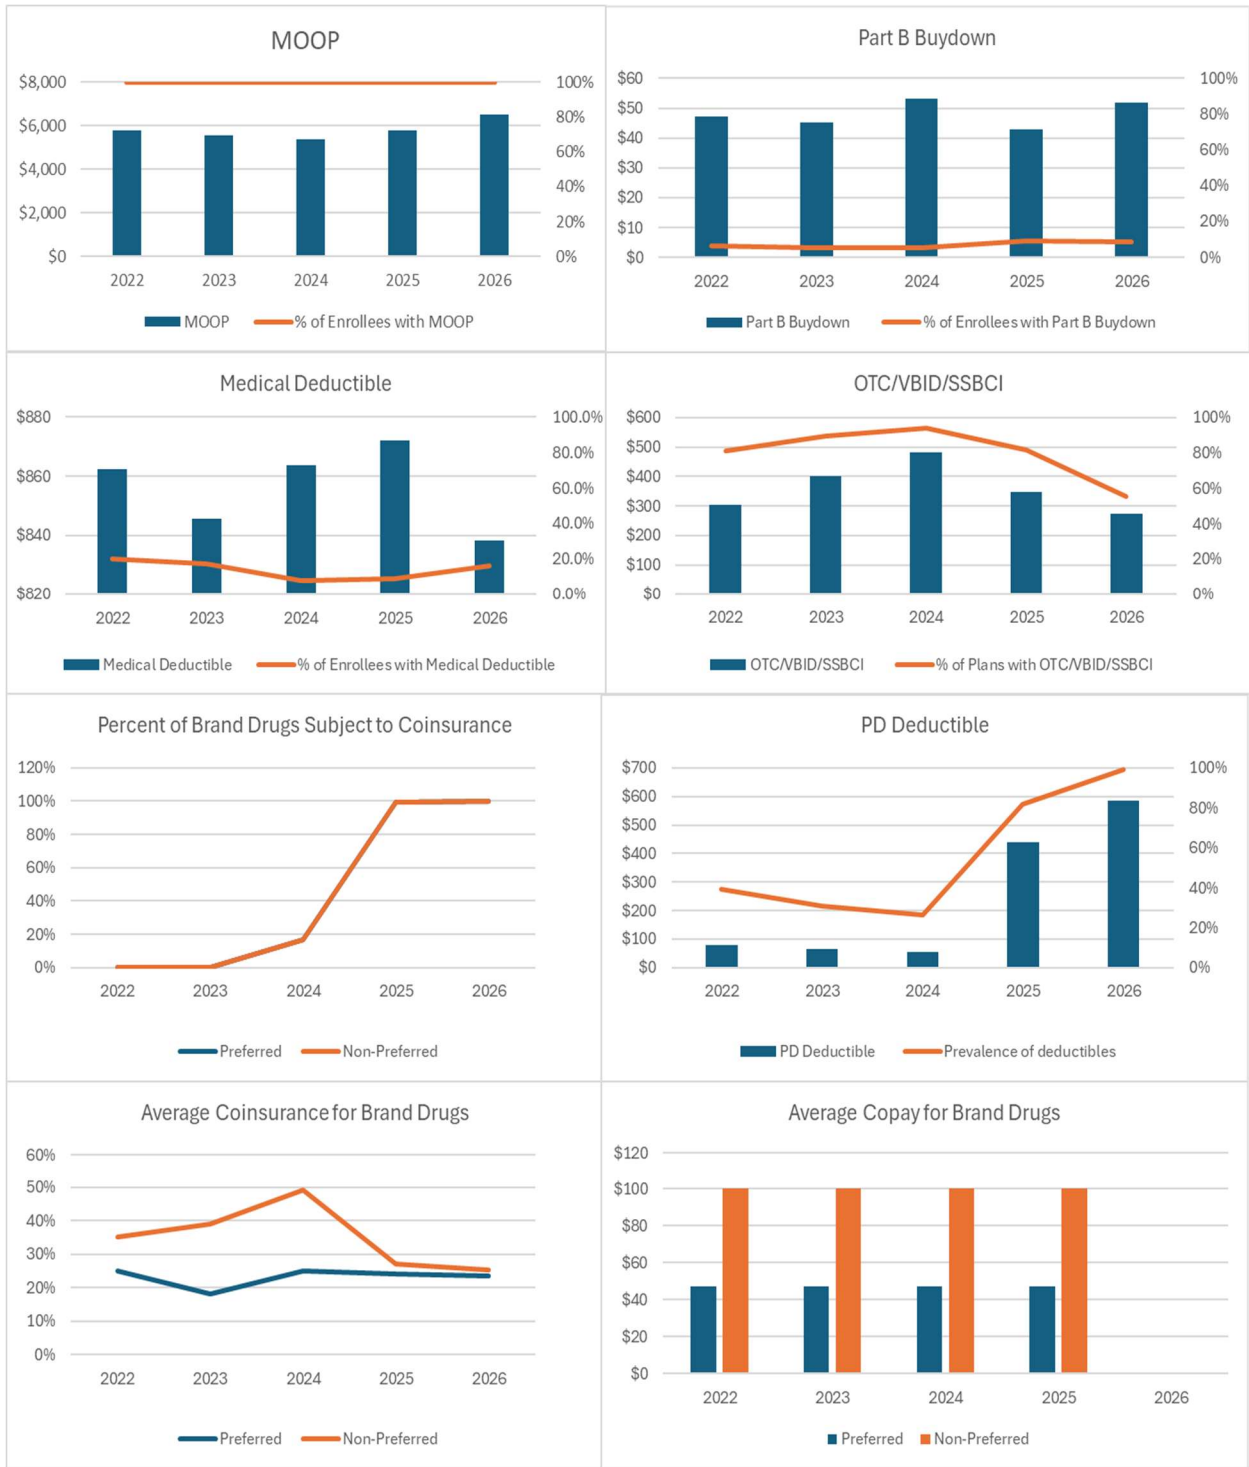 MOOP
$8,000 100%
80%
$6,000
60%
$4,000
40%
$2,000
20%
$0 0%
2022 2023 2024 2025 2026
MOOP % of Enrollees with MOOP
Part B Buydown
$60 100%
$50 80%
$40
60%
$30
40%
$20
$10 20%
$0 0%
2022 2023 2024 2025 2026
Part B Buydown % of Enrollees with Part B Buydown
Medical Deductible
$880 100.0%
80.0%
$860
60.0%
40.0%
$840
20.0%
$820 0.0%
2022 2023 2024 2025 2026
Medical Deductible % of Enrollees with Medical Deductible
OTC/VBID/SSBCI
$600 100%
$500 80%
$400
60%
$300
40%
$200
20%
$100
$0 0%
2022 2023 2024 2025 2026
OTC/VBID/SSBCI % of Plans with OTC/VBID/SSBCI
Percent of Brand Drugs Subject to Coinsurance
120%
100%
80%
60%
40%
20%
0%
2022 2023 2024 2025 2026
Preferred Non-Preferred
PD Deductible
$700 100%
$600 80%
$500
60%
$400
$300 40%
$200
20%
$100
$0 0%
2022 2023 2024 2025 2026
PD Deductible Prevalence of deductibles
Average Coinsurance for Brand Drugs
60%
50%
40%
30%
20%
10%
0%
2022 2023 2024 2025 2026
Preferred Non-Preferred
Average Copay for Brand Drugs
$120
$100
$80
$60
$40
$20
$0
2022 2023 2024 2025 2026
Preferred Non-Preferred